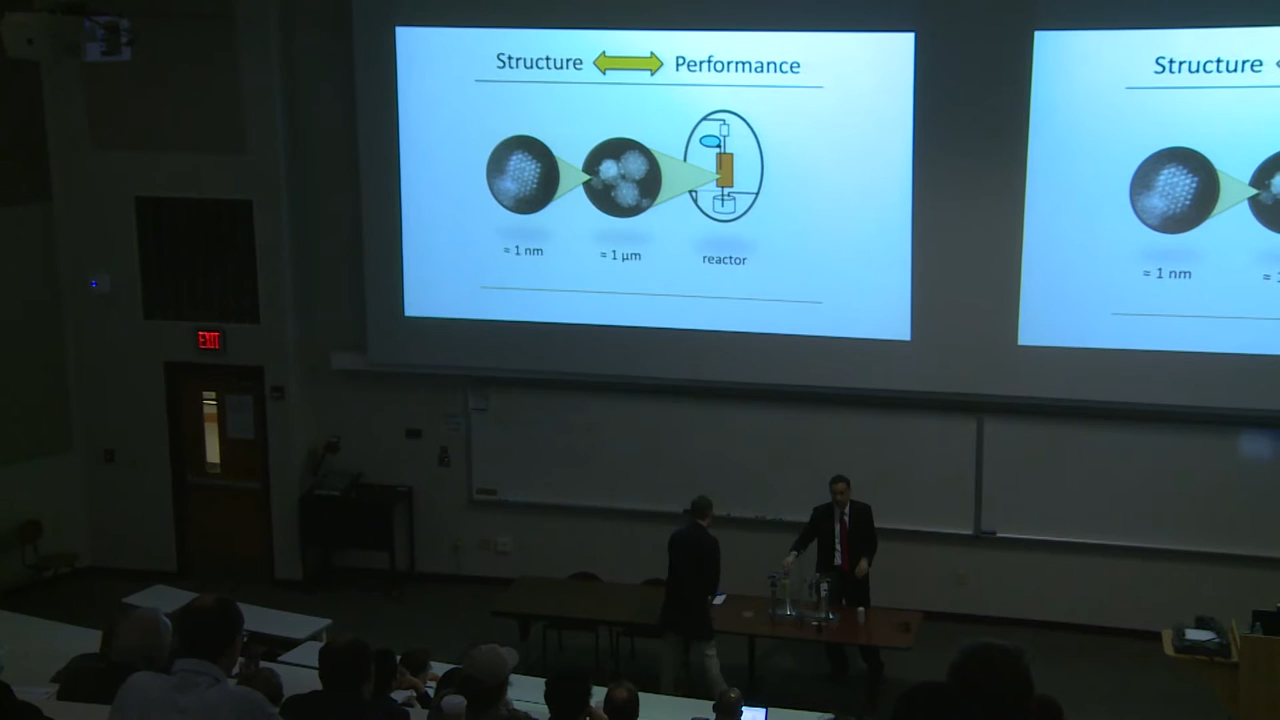 Structure Performance
≈ 1 nm ≈ 1 μm reactor
Structure
≈ 1 nm
EXIT